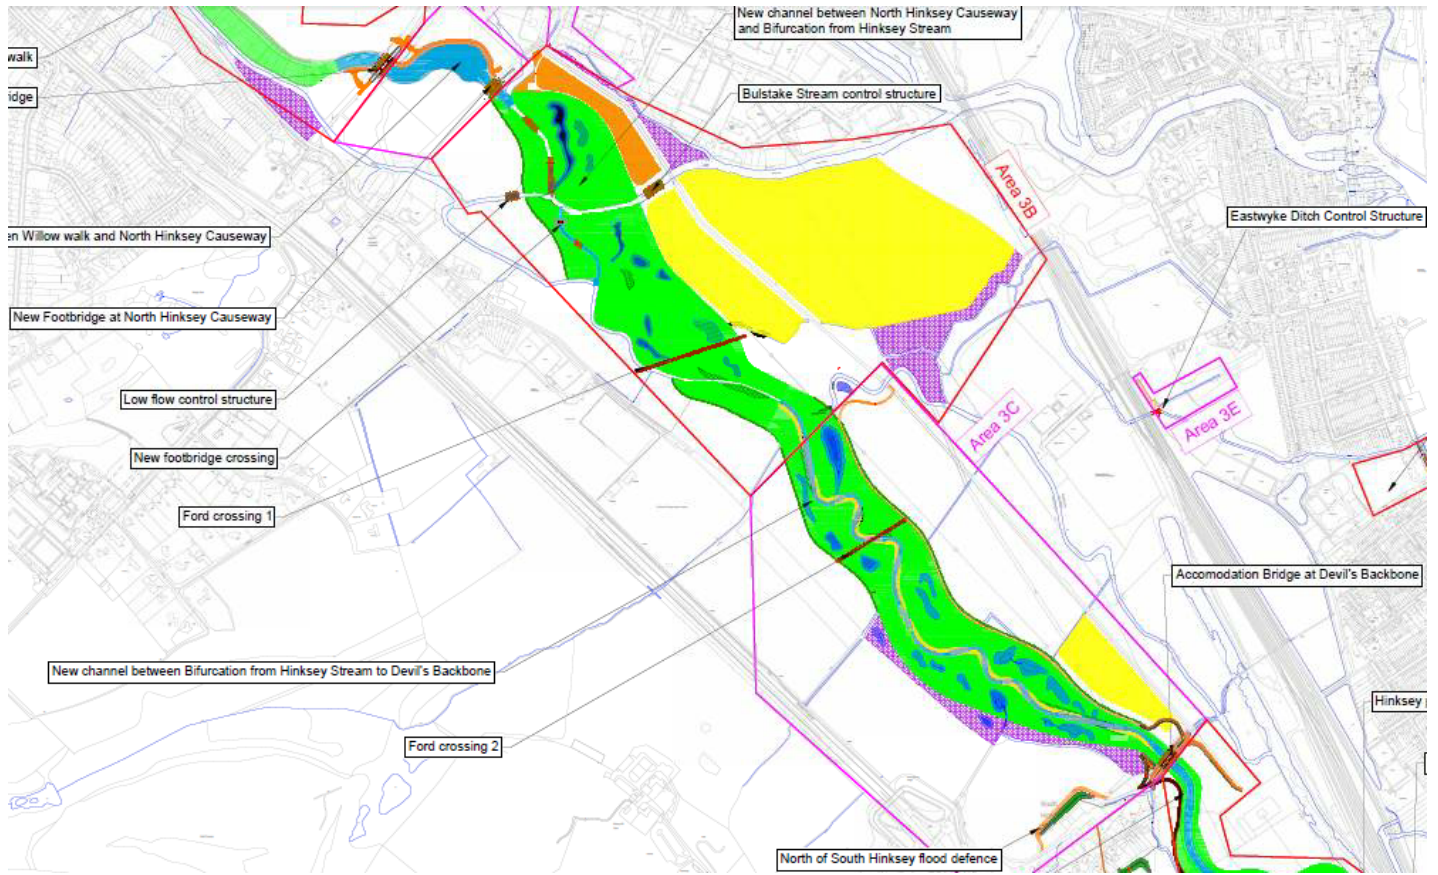 New channel between North Hinksey Causeway
and Bifurcation from Hinksey Stream
walk
ridge
Bulstake Stream control structure
Area 3B
Eastwyke Ditch Control Structure
en Willow walk and North Hinksey Causeway
New Footbridge at North Hinksey Causeway
Low flow control structure
Area 3C
Area 3E
New footbridge crossing
Ford crossing 1
Accomodation Bridge at Devil's Backbone
New channel between Bifurcation from Hinksey Stream to Devil's Backbone
Hinksey
Ford crossing 2
North of South Hinksey flood defence